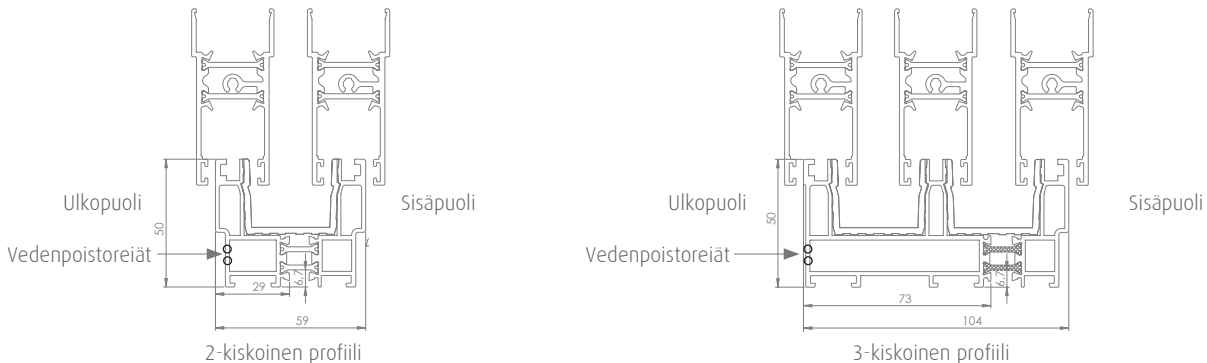 Ulkopuoli
Sisäpuoli
50
Vedenpoistoreiät
6,7
29
59
2-kiskoinen profiili
Ulkopuoli
Sisäpuoli
50
Vedenpoistoreiät
6,7
73
104
3-kiskoinen profiili